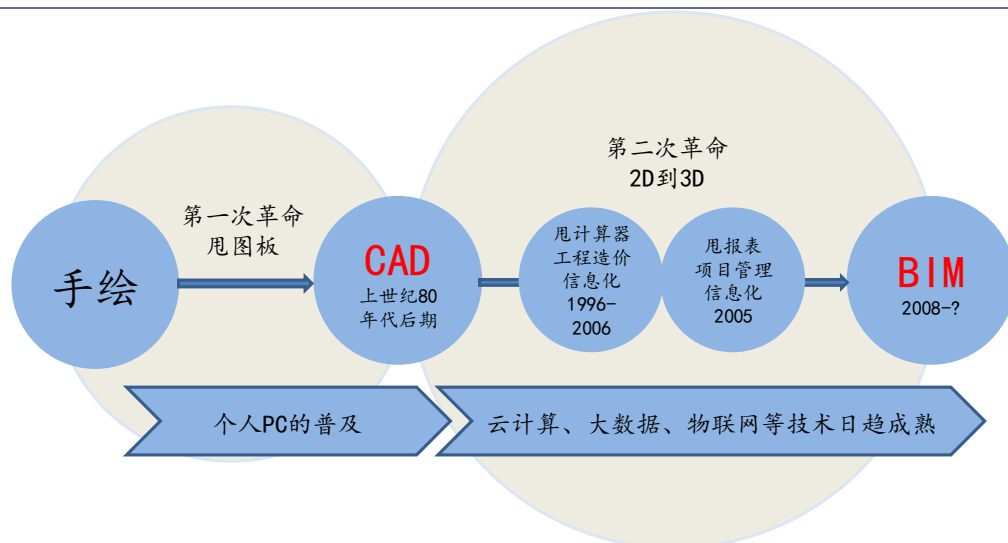 第二次革命
2D到3D
第一次革命
甩图板
手绘
CAD
上世纪80
年代后期
甩计算器
工程造价
信息化
1996-
2006
甩报表
项目管理
信息化
2005
BIM
2008-?
个人PC的普及
云计算、大数据、物联网等技术日趋成熟